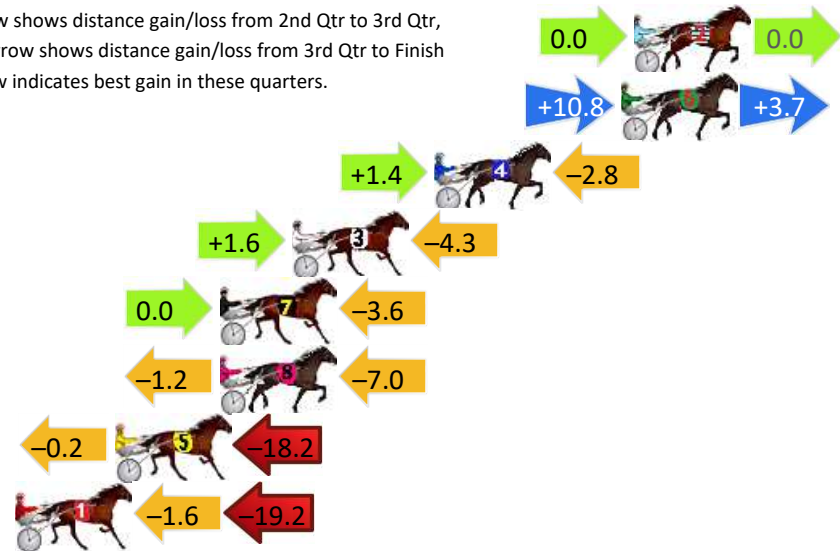 w shows distance gain/loss from 2nd Qtr to 3rd Qtr,
rrow shows distance gain/loss from 3rd Qtr to Finish
w indicates best gain in these quarters.
0.0 2 0.0
+10.8 6 +3.7
+1.4 4 –2.8
+1.6 3 –4.3
0.0 7 –3.6
–1.2 8 –7.0
–0.2 5 –18.2
1 –1.6 –19.2